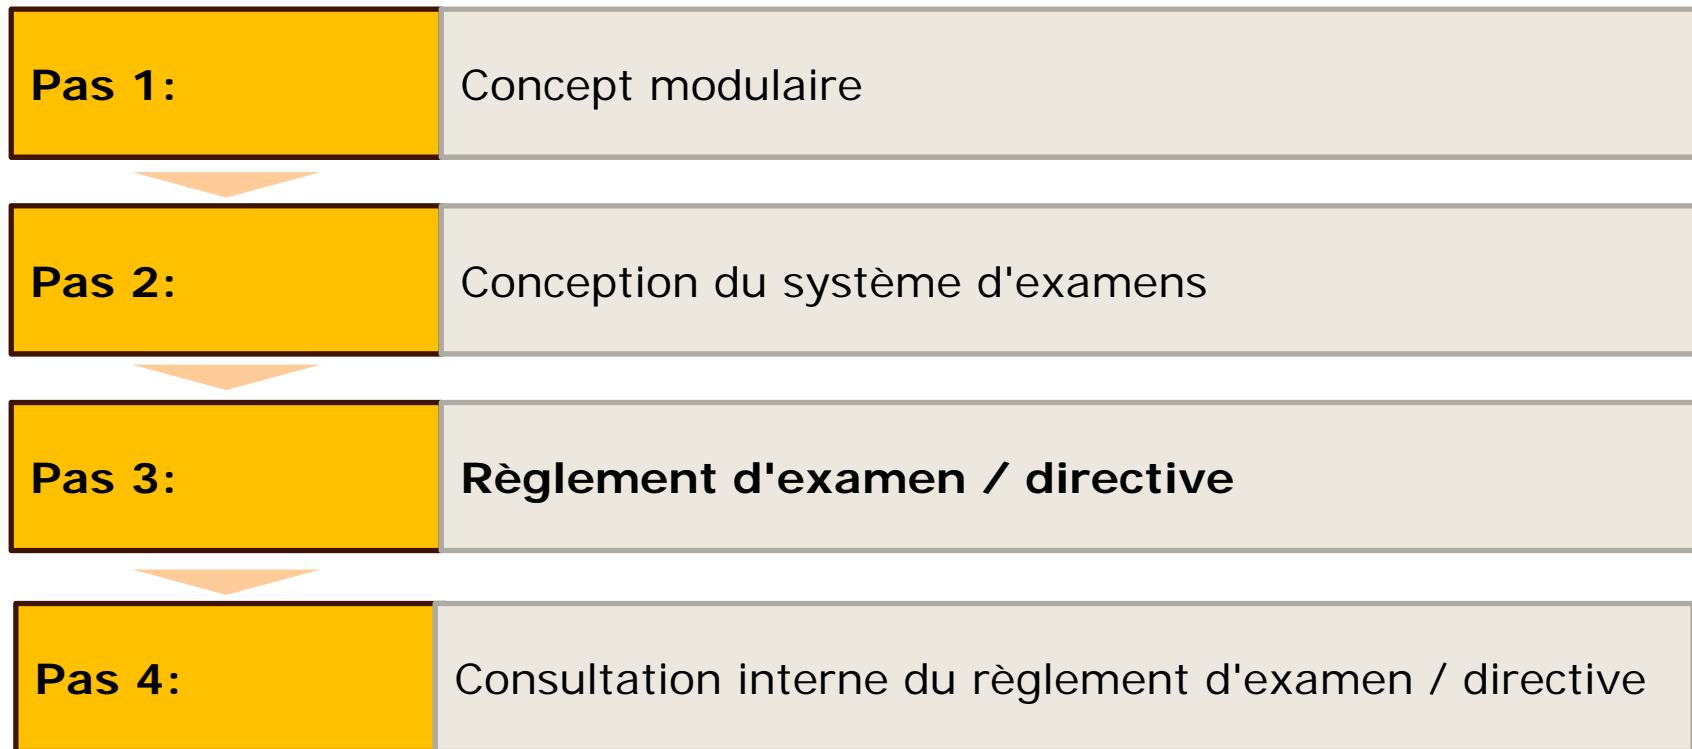 Pas 1:
Concept modulaire
Pas 2:
Conception du système d'examens
Pas 3:
Règlement d'examen / directive
Pas 4:
Consultation interne du règlement d'examen / directive